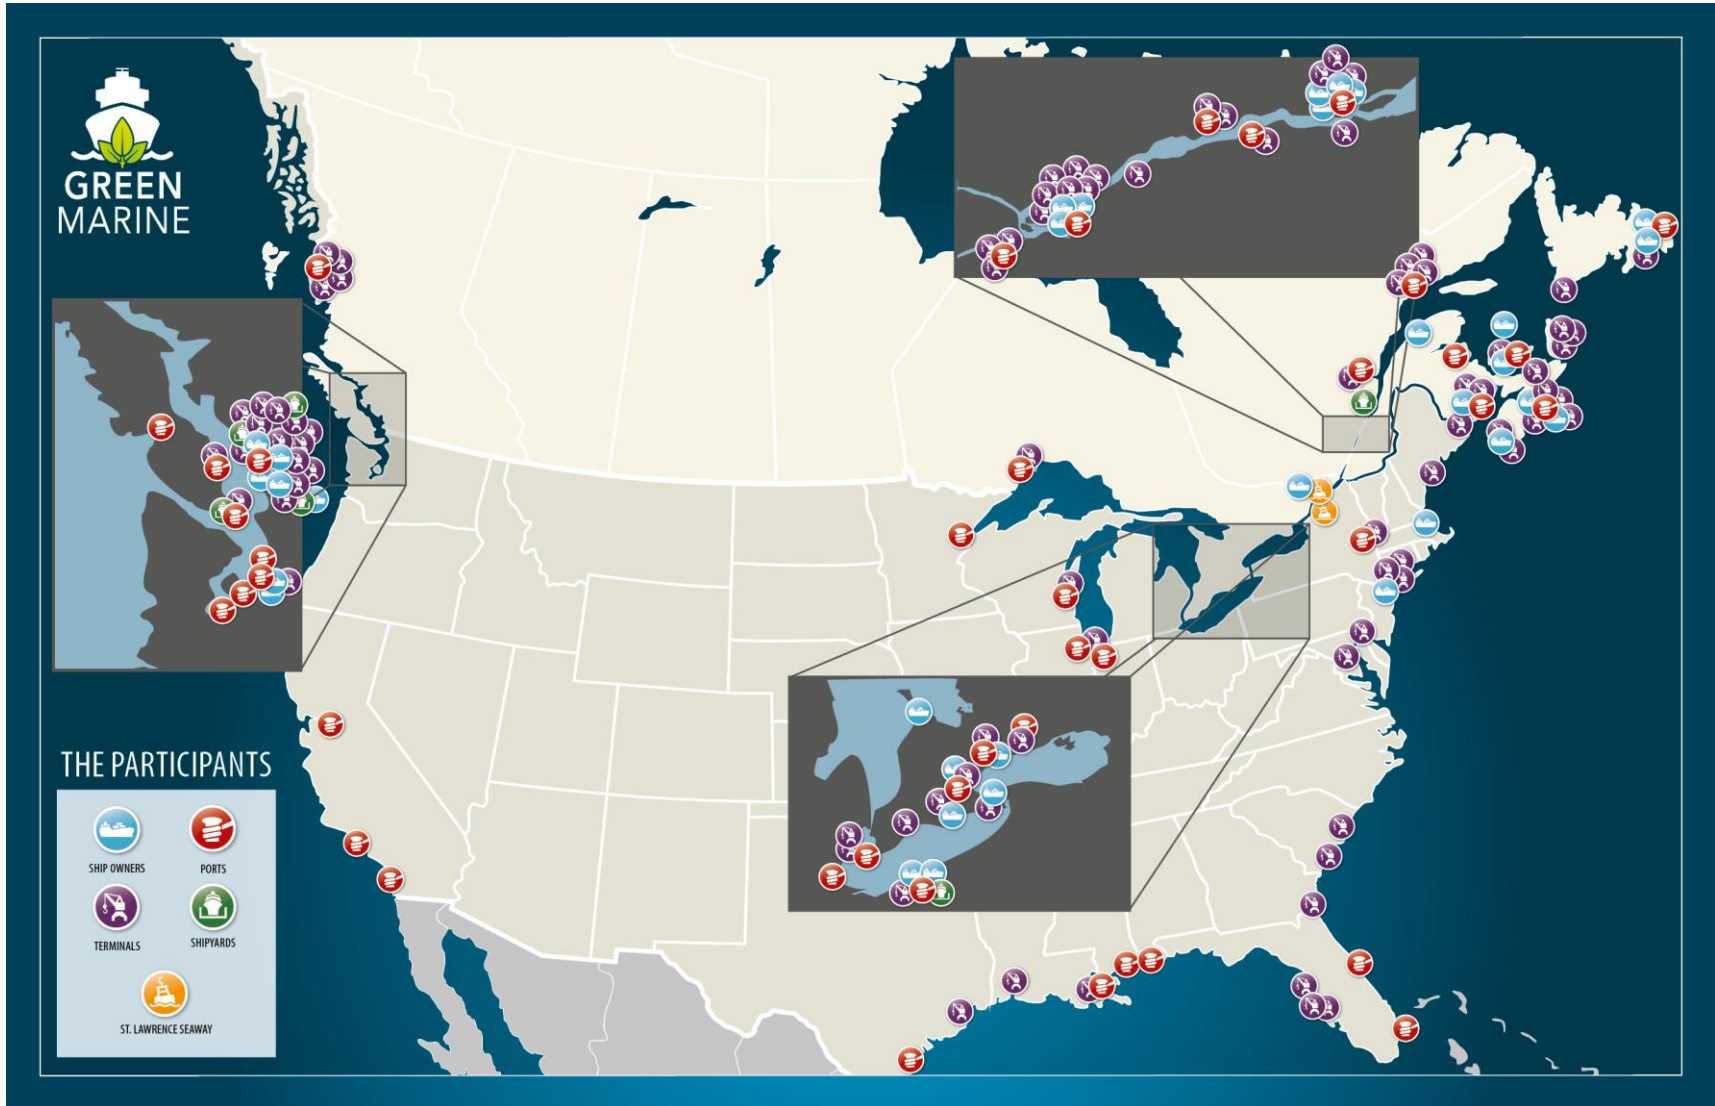 GREEN
MARINE
THE PARTICIPANTS
SHIP OWNERS
PORTS
TERMINALS
SHIPYARDS
ST. LAWRENCE SEAWAY